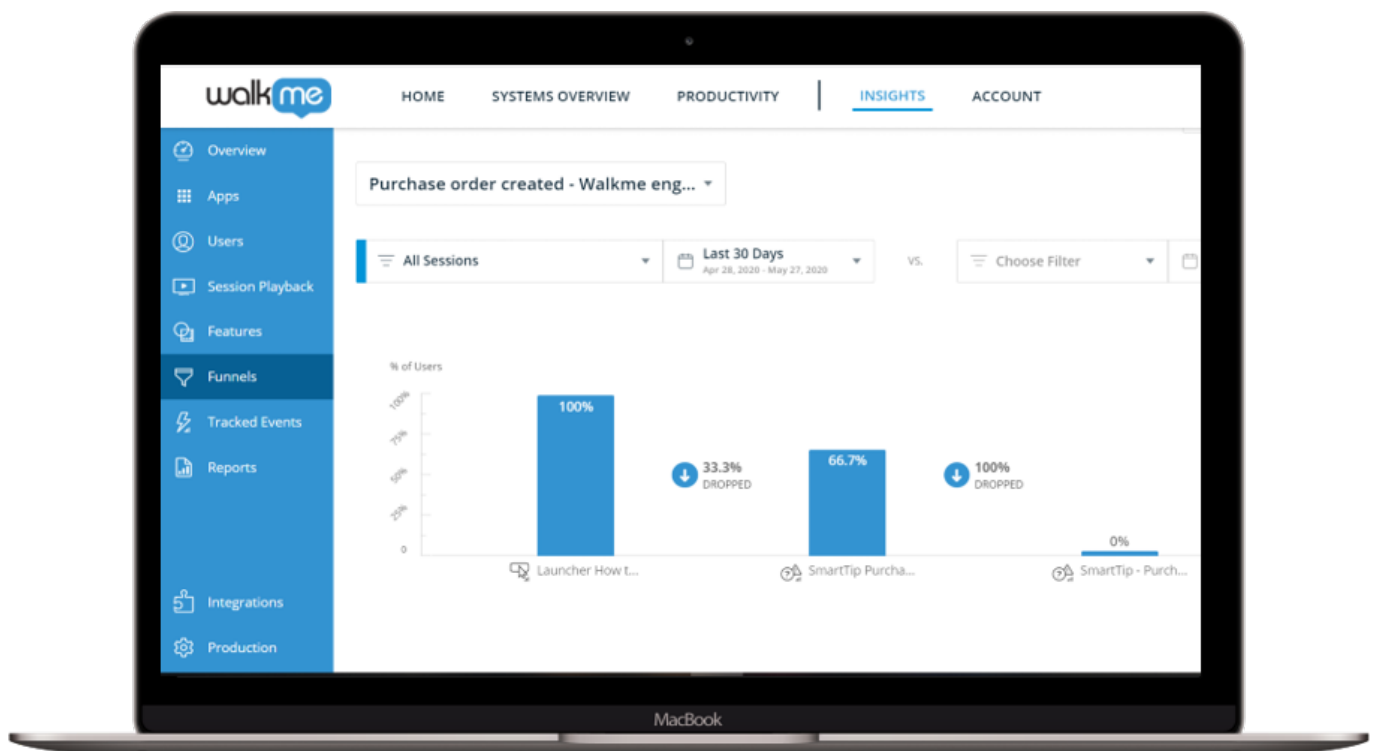 walkme
HOME SYSTEMS OVERVIEW PRODUCTIVITY INSIGHTS ACCOUNT
Overview
Apps
Users
Session Playback
Features
Funnels
Tracked Events
Reports
Integrations
Production
Purchase order created - Walkme eng...
All Sessions
Last 30 Days
Apr 28, 2020 - May 27, 2020
VS.
Choose Filter
% of Users
100%
75%
50%
25%
0
100%
33.3%
DROPPED
66.7%
100%
DROPPED
0%
Launcher How t...
SmartTip Purcha...
SmartTip - Purch...
MacBook